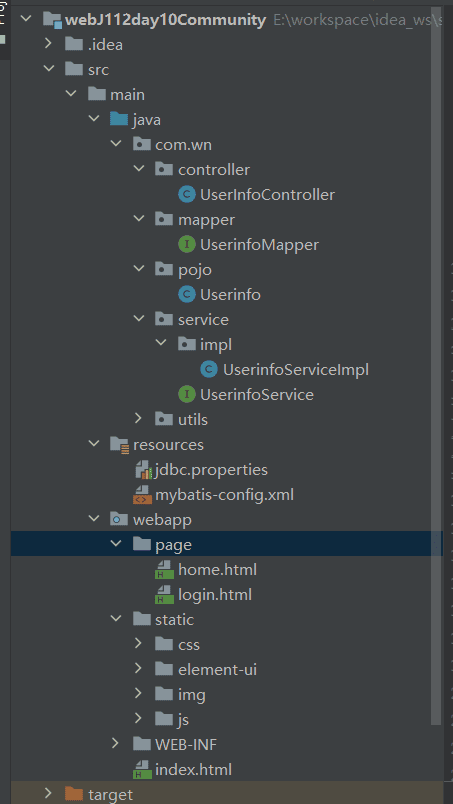 webJ112day10Community E:\workspace\idea_ws\s
.idea
src
main
java
com.wn
controller
UserInfoController
mapper
UserinfoMapper
pojo
Userinfo
service
impl
UserinfoServiceImpl
UserinfoService
utils
resources
jdbc.properties
mybatis-config.xml
webapp
page
home.html
login.html
static
css
element-ui
img
js
WEB-INF
index.html
target